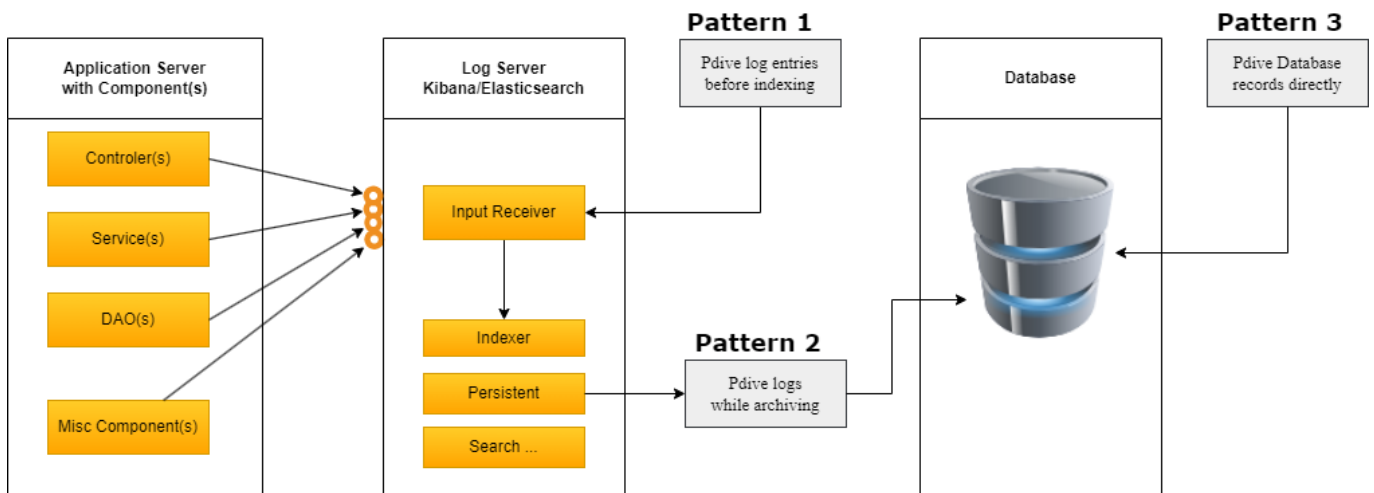 Pattern 1
Pattern 3
Application Server
with Component(s)
Log Server
Kibana/Elasticsearch
Pdive log entries
before indexing
Database
Pdive Database
records directly
Controler(s)
Service(s)
DAO(s)
Misc Component(s)
Input Receiver
Indexer
Persistent
Search ...
Pattern 2
Pdive logs
while archiving